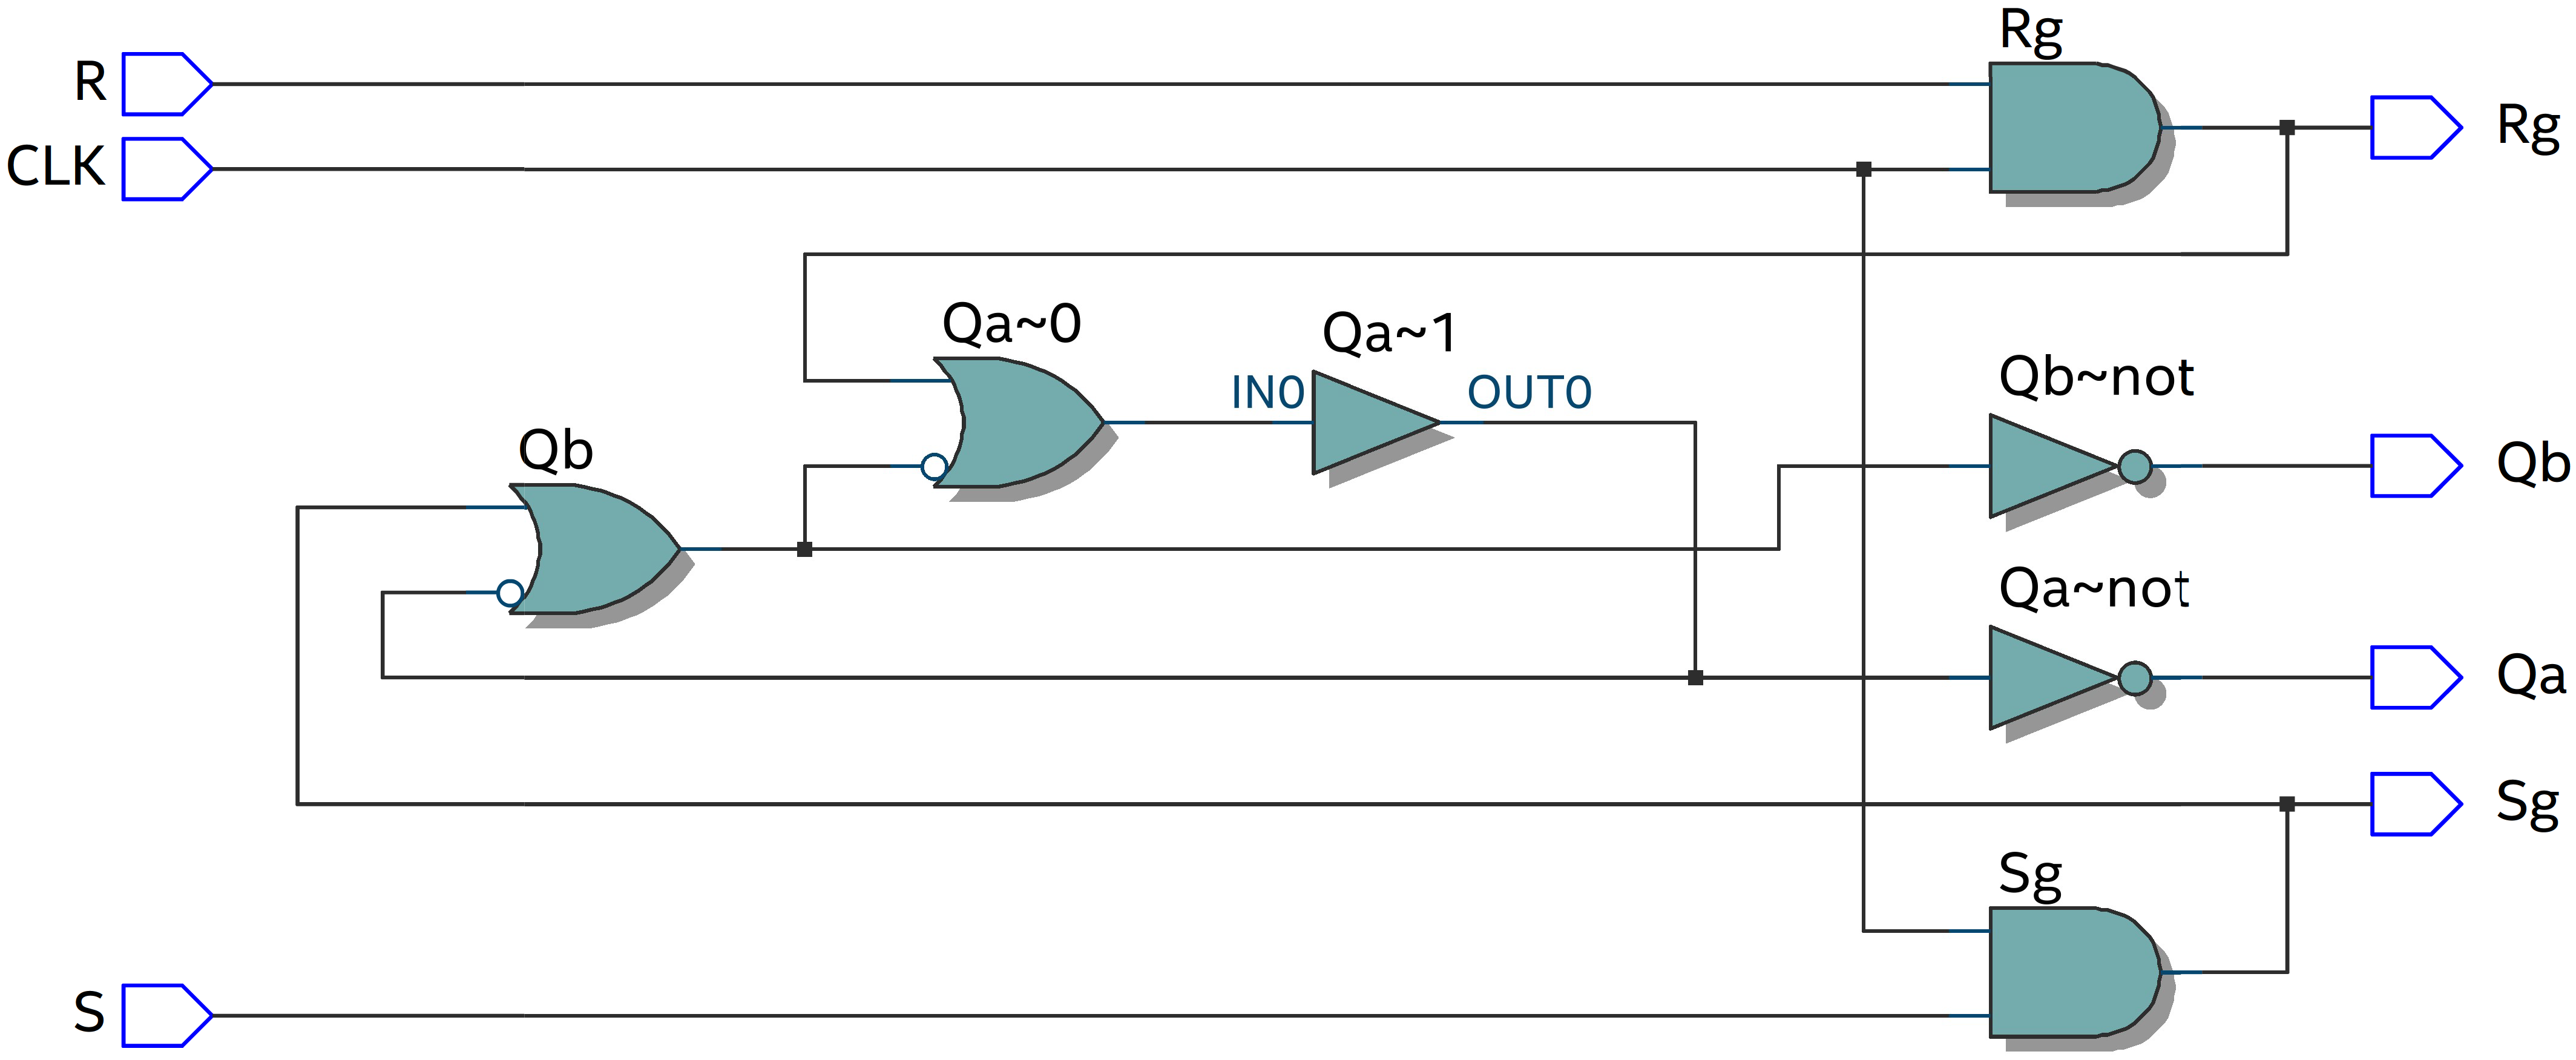 Rg
R
Rg
CLK
Qa~0
Qa~1
IN0
OUT0
Qb~not
Qb
Qb
Qa~not
Qa
Sg
Sg
S